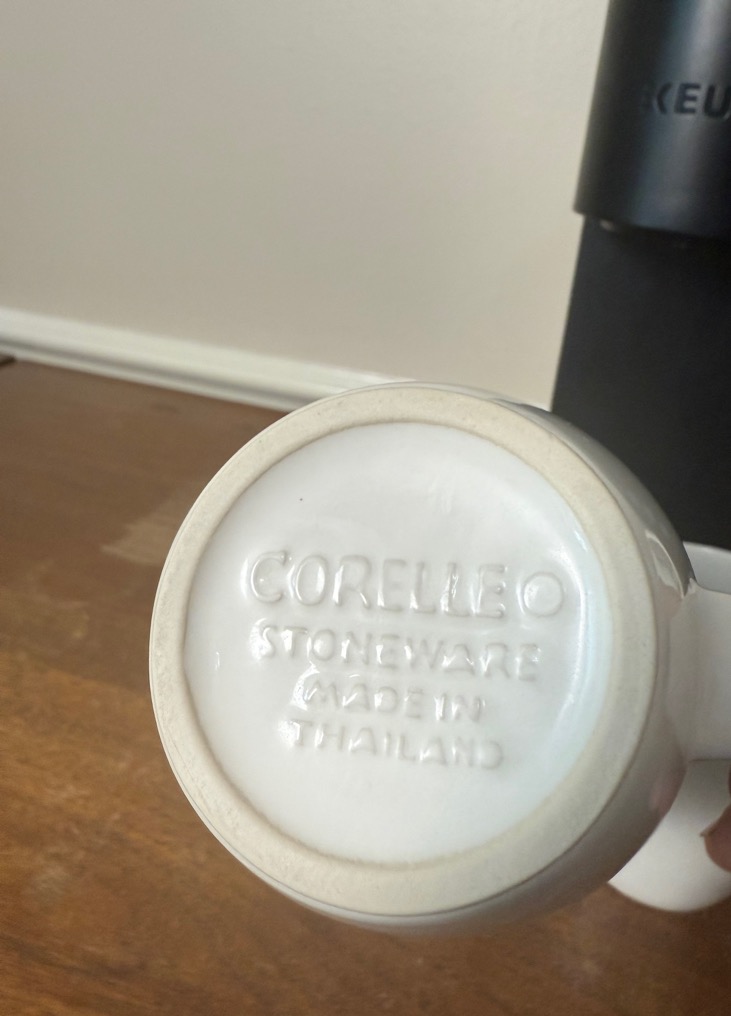 KEU
CORELLE
STONEWARE
MADE IN
THAILAND